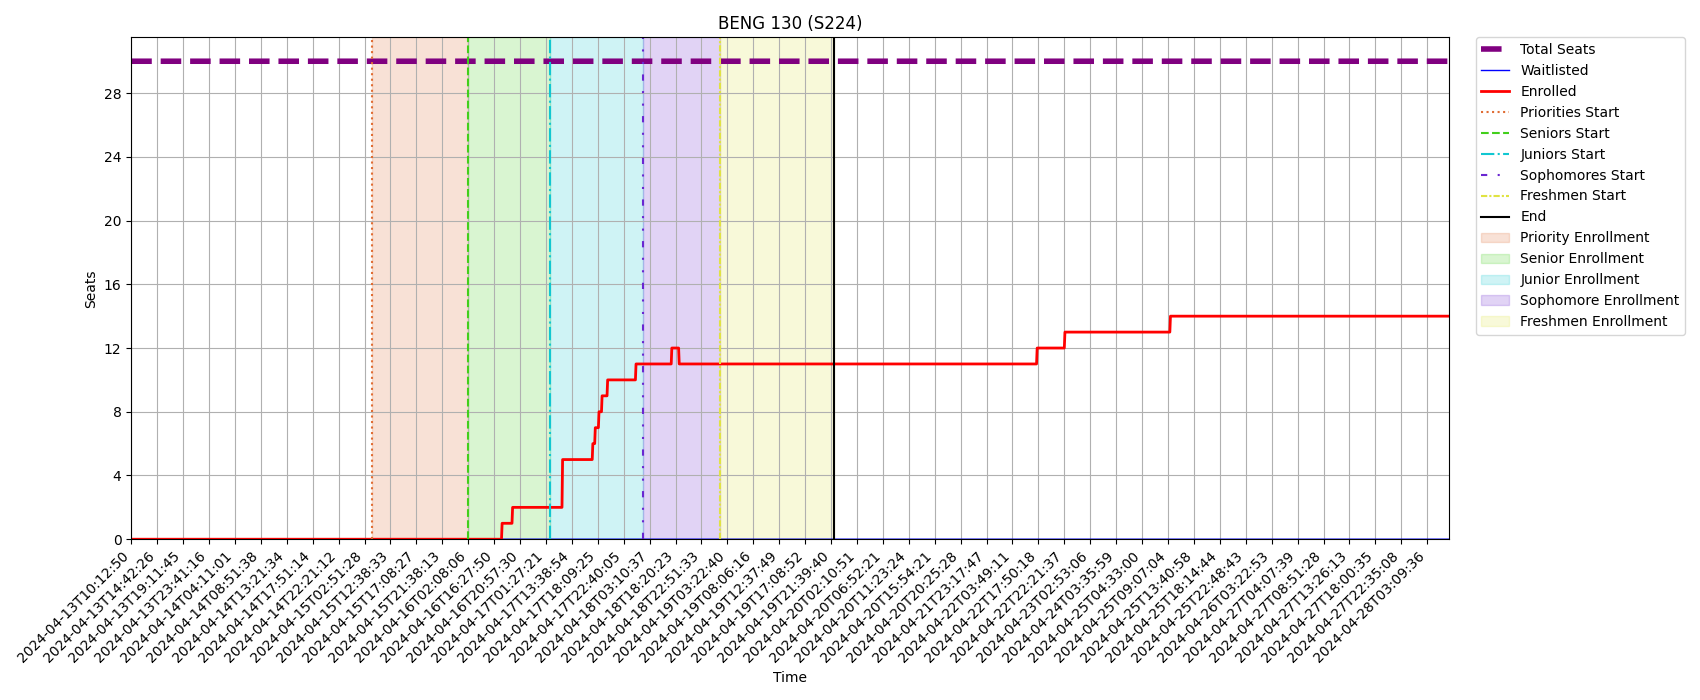 BENG 130 (S224)
Seats
28
24
20
16
12
8
4
0
2024-04-13T10:12:50
2024-04-13T14:42:26
2024-04-13T19:11:45
2024-04-13T23:41:16
2024-04-14T04:11:01
2024-04-14T08:51:38
2024-04-14T13:21:34
2024-04-14T17:51:14
2024-04-14T22:21:12
2024-04-15T02:51:28
2024-04-15T12:38:33
2024-04-15T17:08:27
2024-04-15T21:38:13
2024-04-16T02:08:06
2024-04-16T16:27:50
2024-04-16T20:57:30
2024-04-17T01:27:21
2024-04-17T13:38:54
2024-04-17T18:09:25
2024-04-17T22:40:05
2024-04-18T03:10:37
2024-04-18T18:20:23
2024-04-18T22:51:33
2024-04-19T03:22:40
2024-04-19T08:06:16
2024-04-19T12:37:49
2024-04-19T17:08:52
2024-04-19T21:39:40
2024-04-20T02:10:51
2024-04-20T06:52:21
2024-04-20T11:23:24
2024-04-20T15:54:21
2024-04-20T20:25:28
2024-04-21T23:17:47
2024-04-22T03:49:11
2024-04-22T17:50:18
2024-04-22T22:21:37
2024-04-23T02:53:06
2024-04-24T03:35:59
2024-04-25T04:33:00
2024-04-25T09:07:04
2024-04-25T13:40:58
2024-04-25T18:14:44
2024-04-25T22:48:43
2024-04-26T03:22:53
2024-04-27T04:07:39
2024-04-27T08:51:28
2024-04-27T13:26:13
2024-04-27T18:00:35
2024-04-27T22:35:08
2024-04-28T03:09:36
Time
Total Seats
Waitlisted
Enrolled
Priorities Start
Seniors Start
Juniors Start
Sophomores Start
Freshmen Start
End
Priority Enrollment
Senior Enrollment
Junior Enrollment
Sophomore Enrollment
Freshmen Enrollment